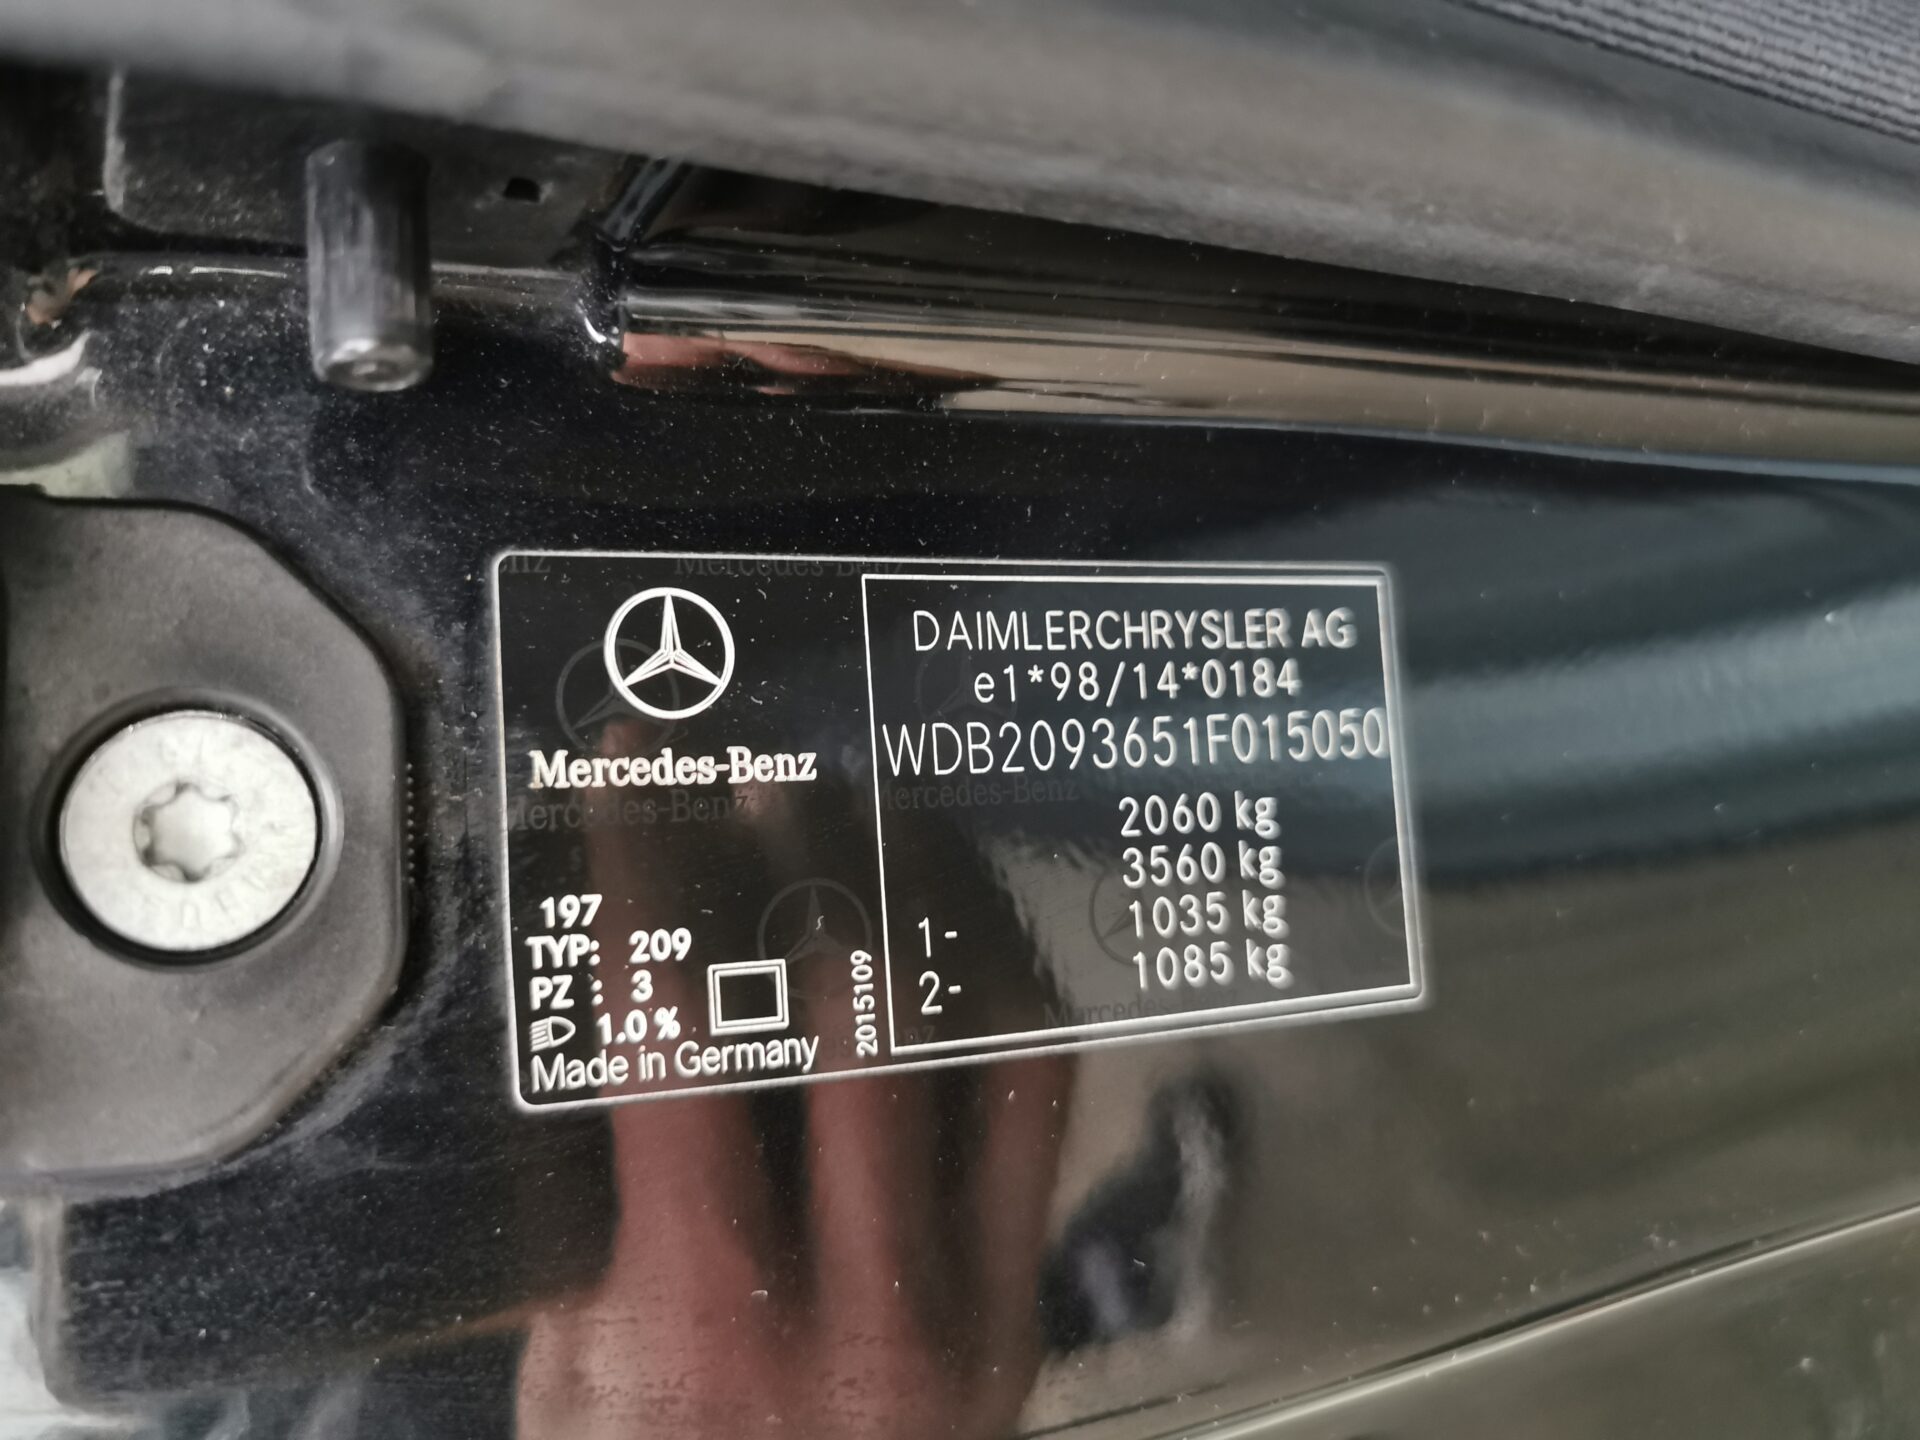 Mercedes-Benz
197
TYP: 209
PZ : 3
1.0 %
Made in Germany
2015109
DAIMLERCHRYSLER AG
e1*98/14*0184
WDB2093651F015050
2060 kg
3560 kg
1- 1035 kg
2- 1085 kg